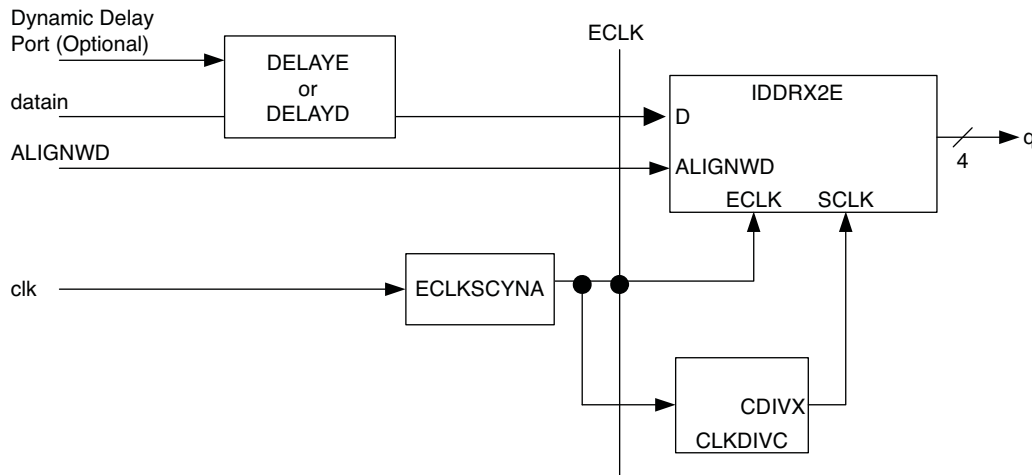 Dynamic Delay
Port (Optional)
ECLK
DELAYE
or
DELAYD
datain
IDDRX2E
D
q
4
ALIGNWD
ALIGNWD
ECLK
SCLK
clk
ECLKSCYNA
CDIVX
CLKDIVC